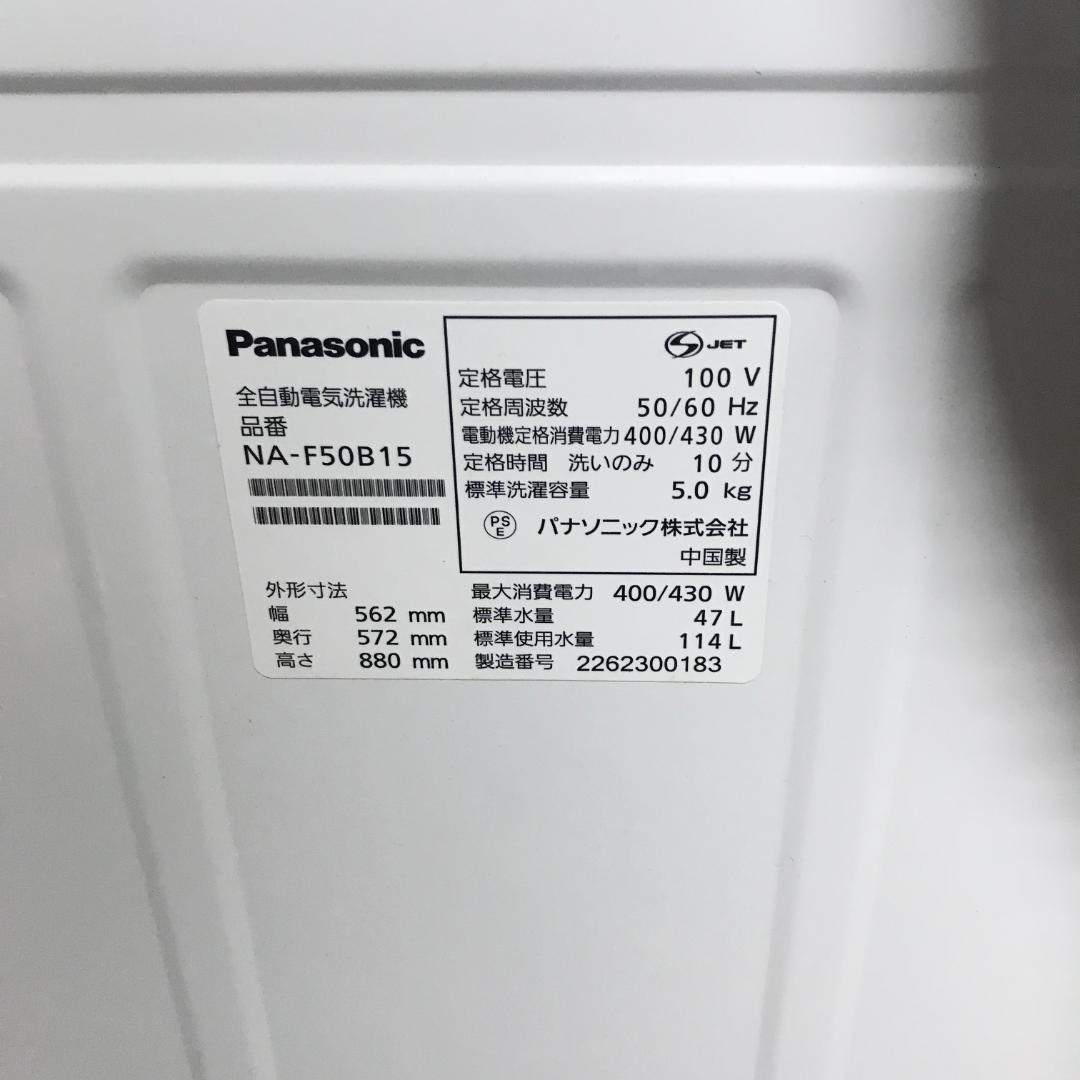 Panasonic
全自動電気洗濯機
品番
NA-F50B15
JET
定格電圧 100 V
定格周波数 50/60 Hz
電動機定格消費電力 400/430 W
定格時間 洗いのみ 10 分
標準洗濯容量 5.0 kg
PS E パナソニック株式会社
中国製
外形寸法
幅 562 mm
奥行 572 mm
高さ 880 mm
最大消費電力 400/430 W
標準水量 47 L
標準使用水量 114 L
製造番号 2262300183